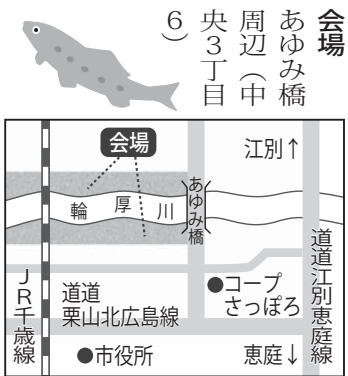 会場
あゆみ橋
周辺（中
央３丁目
６）
会場
江別↑
あゆみ橋
輪厚川
道道江別恵庭線
JR千歳線
道道
栗山北広島線
●コープ
さっぽろ
●市役所
恵庭↓